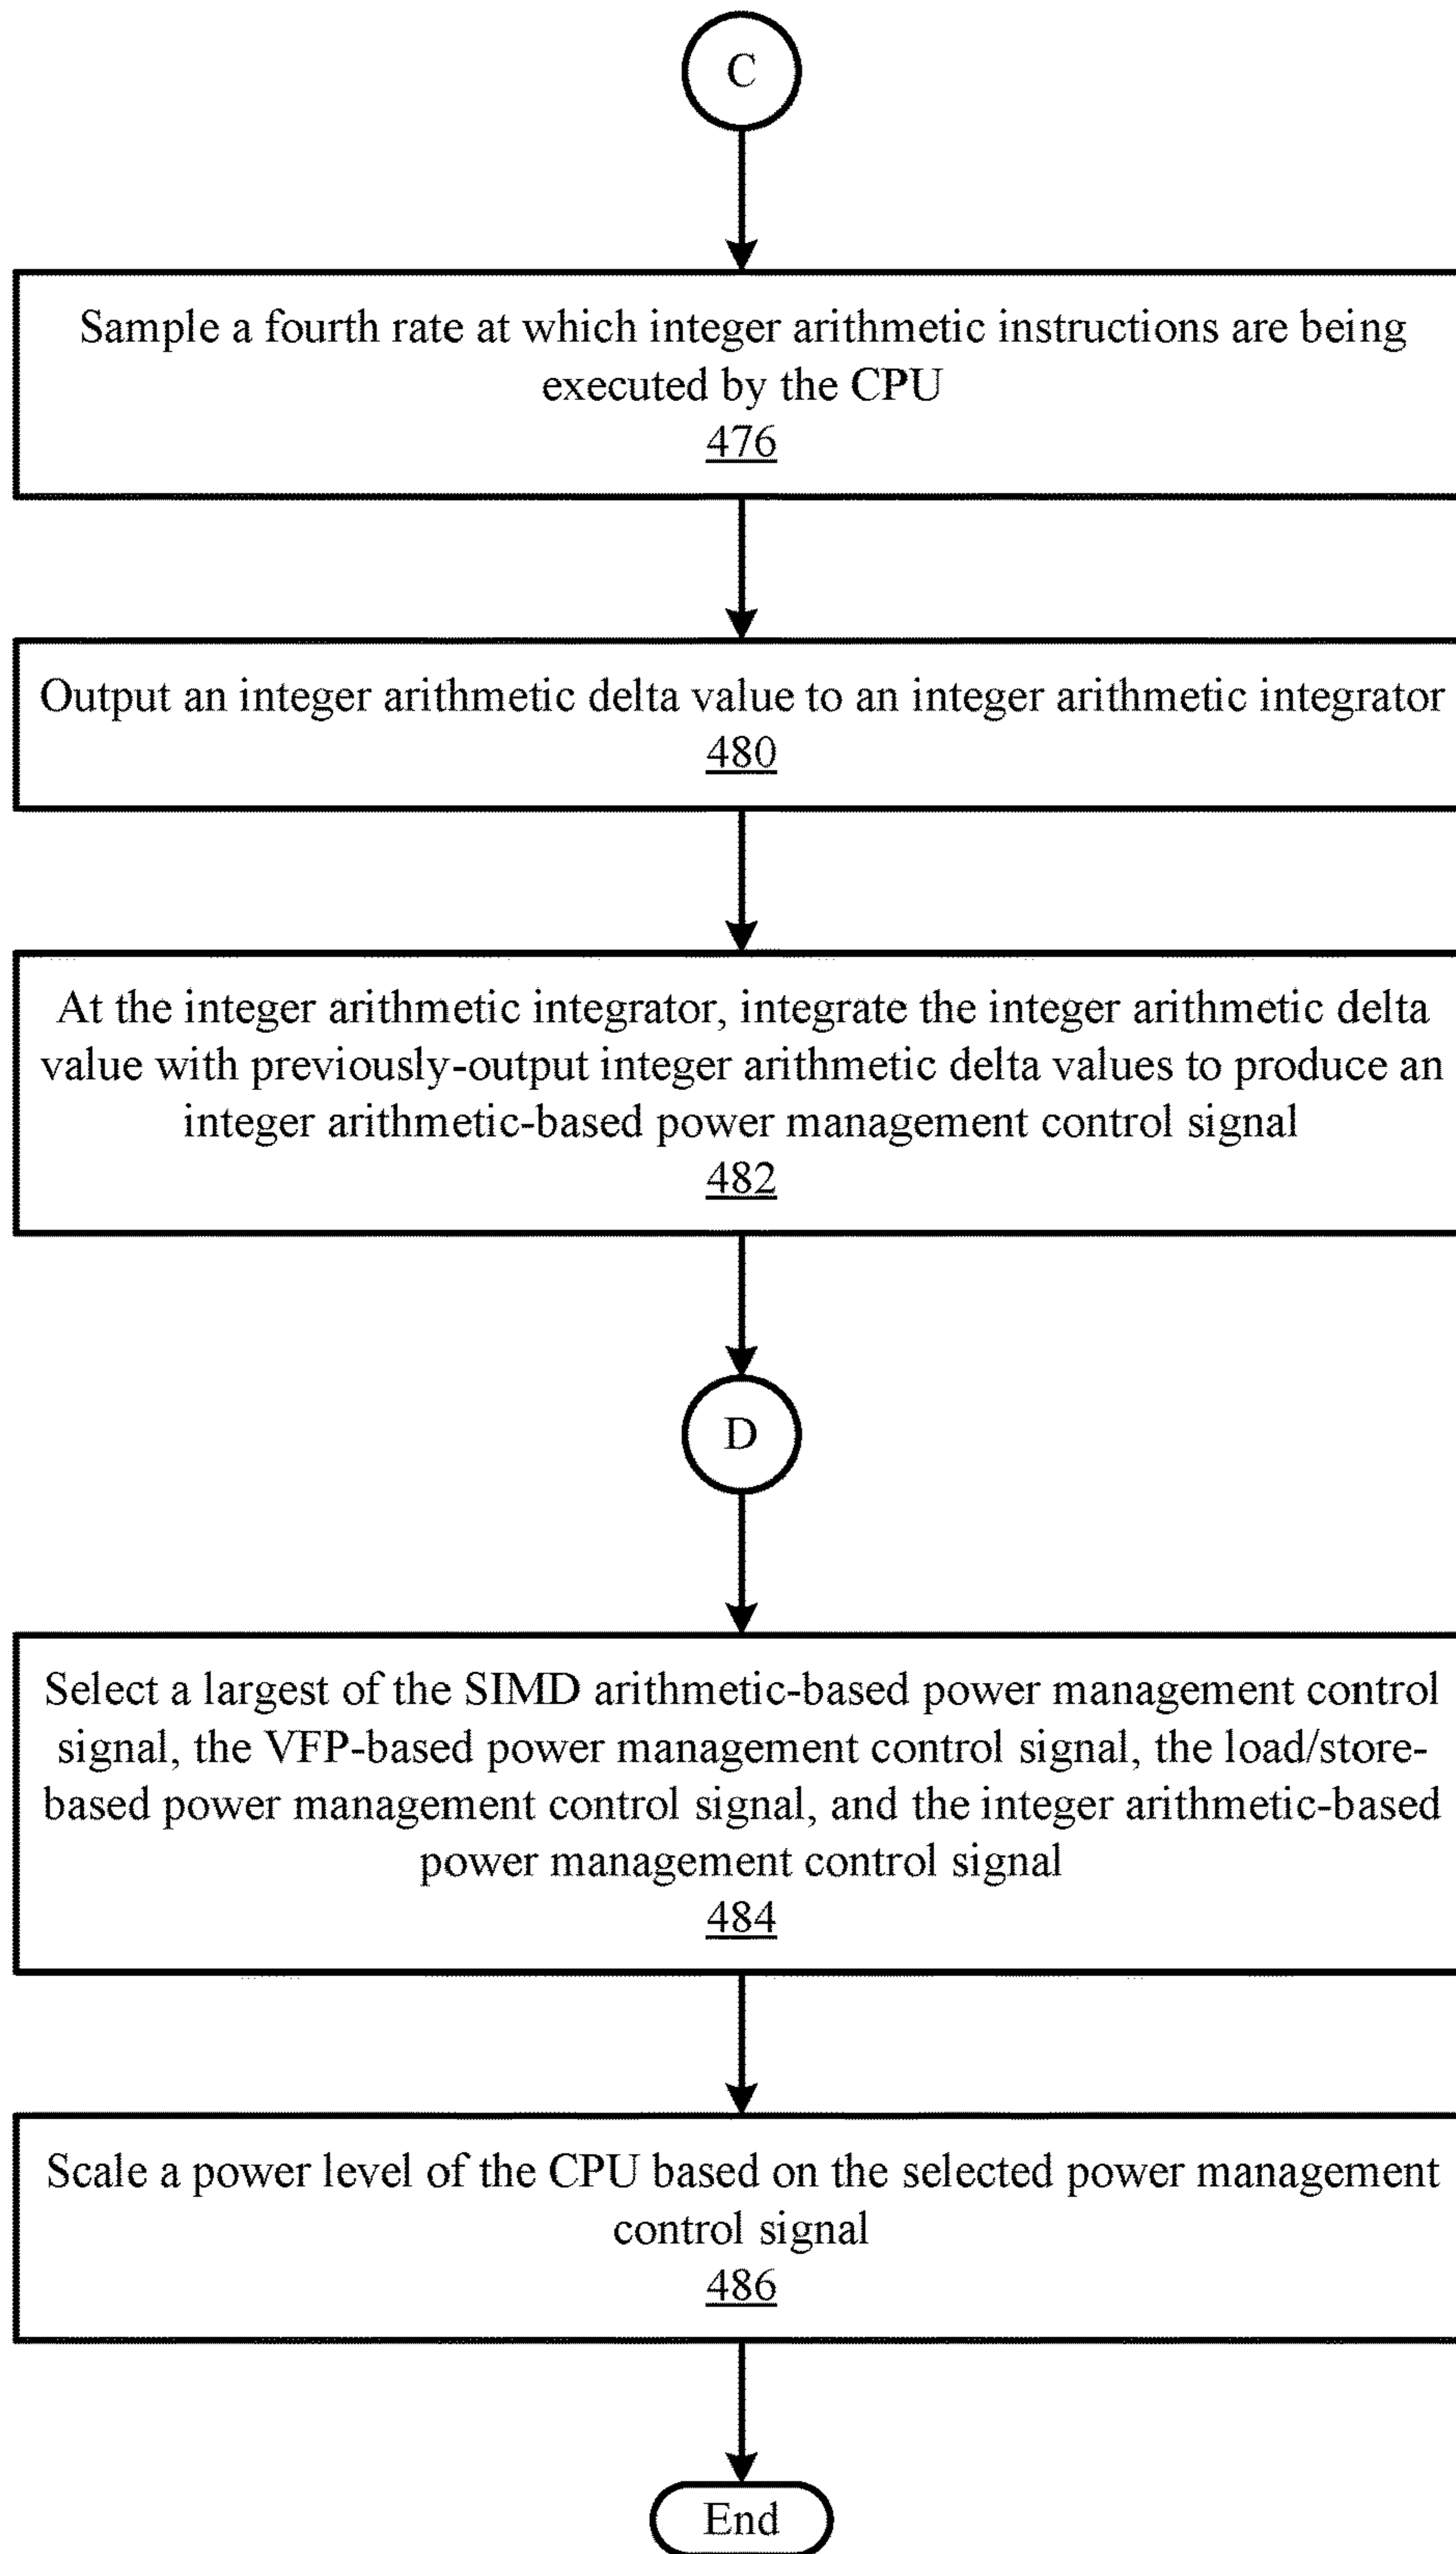 C
Sample a fourth rate at which integer arithmetic instructions are being
executed by the CPU
476
Output an integer arithmetic delta value to an integer arithmetic integrator
480
At the integer arithmetic integrator, integrate the integer arithmetic delta
value with previously-output integer arithmetic delta values to produce an
integer arithmetic-based power management control signal
482
D
Select a largest of the SIMD arithmetic-based power management control
signal, the VFP-based power management control signal, the load/store-
based power management control signal, and the integer arithmetic-based
power management control signal
484
Scale a power level of the CPU based on the selected power management
control signal
486
End